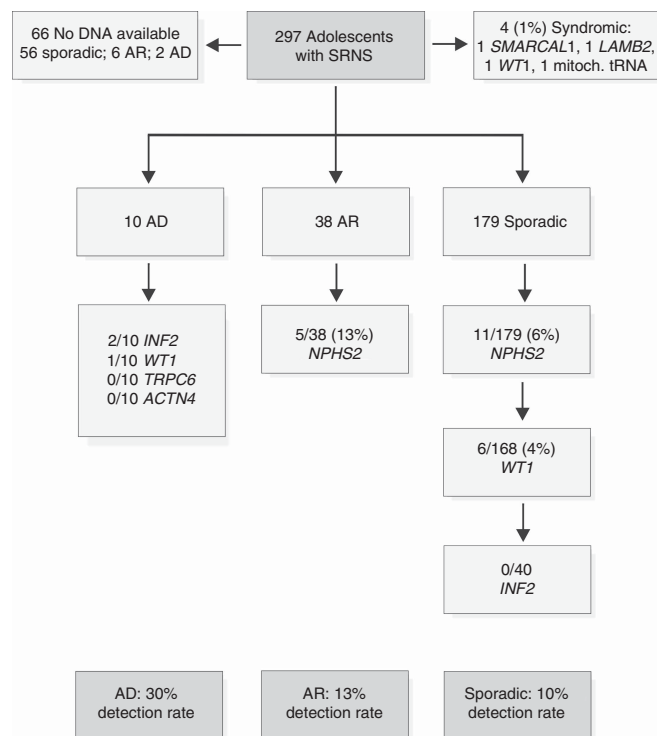 66 No DNA available
56 sporadic; 6 AR; 2 AD
297 Adolescents
with SRNS
4 (1%) Syndromic:
1 SMARCAL1, 1 LAMB2,
1 WT1, 1 mitoch. tRNA
10 AD
38 AR
179 Sporadic
2/10 INF2
1/10 WT1
0/10 TRPC6
0/10 ACTN4
5/38 (13%)
NPHS2
11/179 (6%)
NPHS2
6/168 (4%)
WT1
0/40
INF2
AD: 30%
detection rate
AR: 13%
detection rate
Sporadic: 10%
detection rate